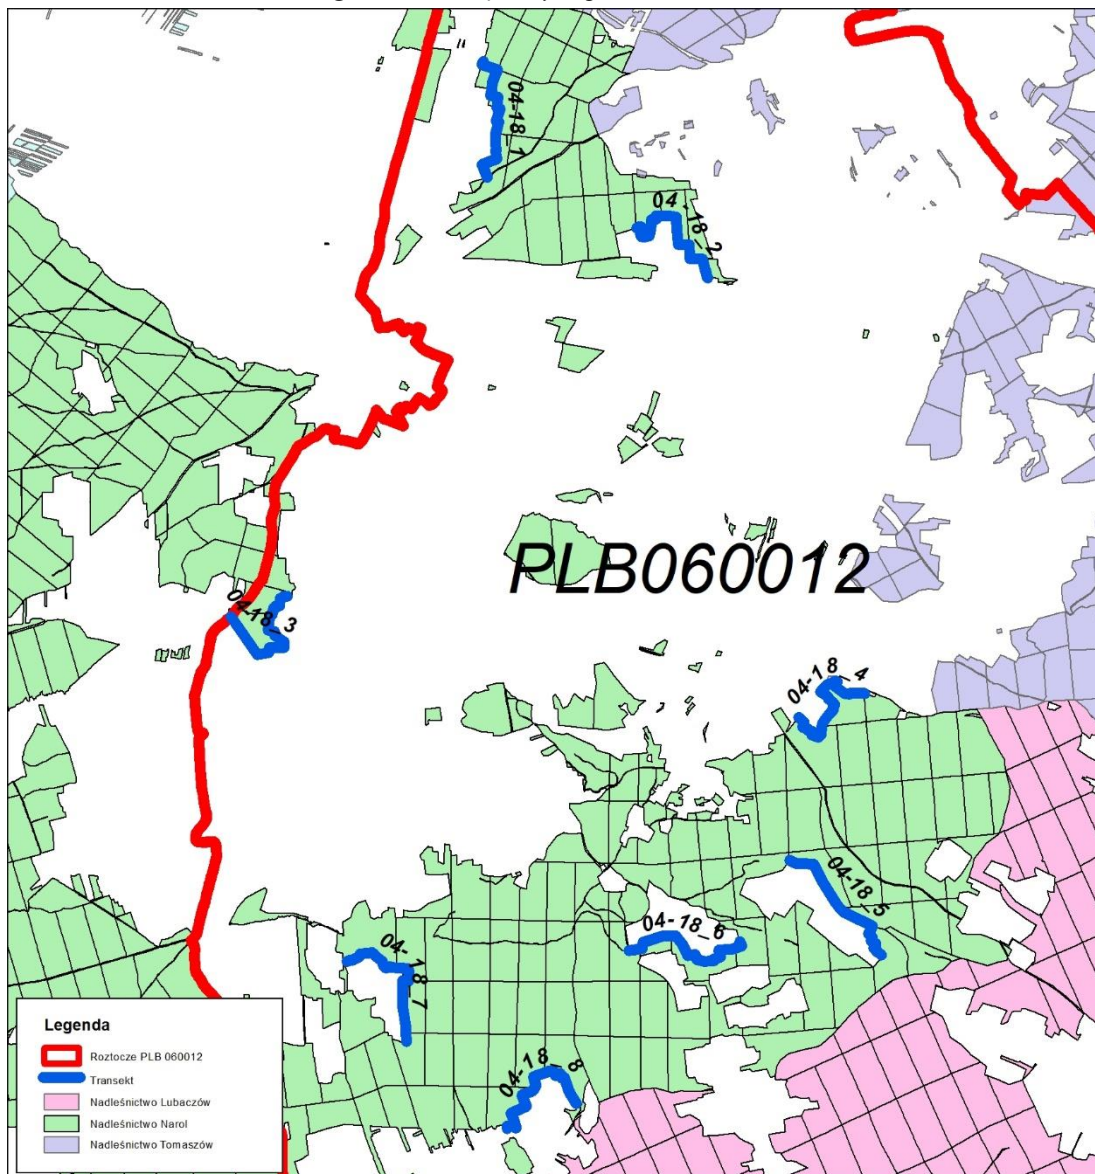 04-18_1
04-18_2
PLB060012
04-18_3
04-18_4
04-18_5
04-18_6
04-18_7
04-18_8
Legenda
Roztocze PLB 060012
Transekt
Nadleśnictwo Lubaczów
Nadleśnictwo Narol
Nadleśnictwo Tomaszów